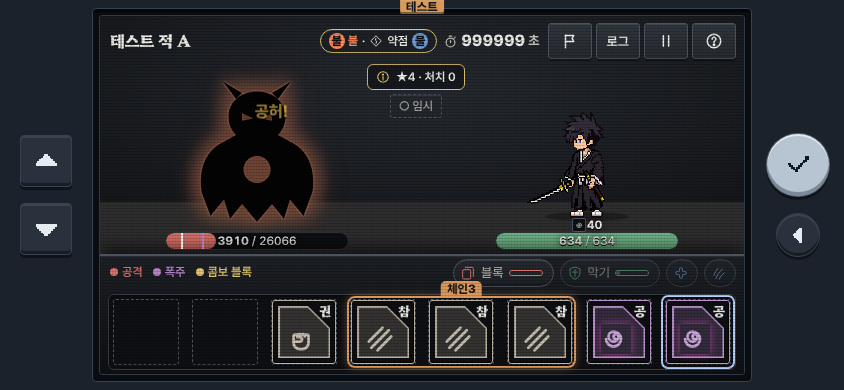 테스트
테스트 적 A
불 불 · 약점 물 999999 초
로그
★4 · 처치 0
임시
공허!
40
3910 / 26066
634 / 634
공격 폭주 콤보 블록
블록 막기
체인3
권 참 참 참 공 공